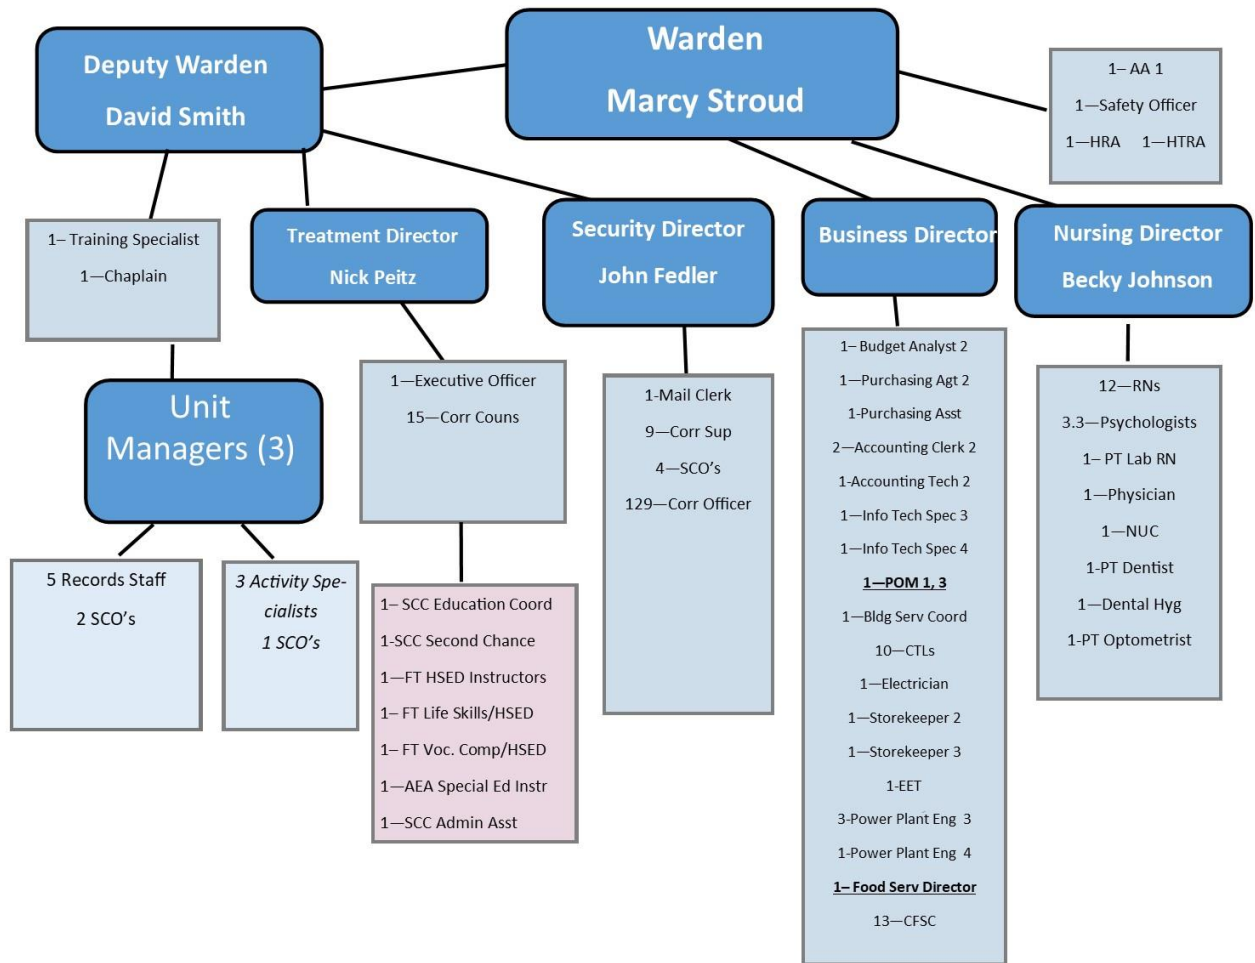 Deputy Warden
David Smith
Warden
Marcy Stroud
1– AA 1
1—Safety Officer
1—HRA 1—HTRA
1– Training Specialist
1—Chaplain
Treatment Director
Nick Peitz
Security Director
John Fedler
Business Director
Nursing Director
Becky Johnson
Unit
Managers (3)
5 Records Staff
2 SCO's
3 Activity Spe-
cialists
1 SCO's
1—Executive Officer
15—Corr Couns
1– SCC Education Coord
1-SCC Second Chance
1—FT HSED Instructors
1– FT Life Skills/HSED
1– FT Voc. Comp/HSED
1—AEA Special Ed Instr
1—SCC Admin Asst
1-Mail Clerk
9—Corr Sup
4—SCO's
129—Corr Officer
1– Budget Analyst 2
1—Purchasing Agt 2
1-Purchasing Asst
2—Accounting Clerk 2
1-Accounting Tech 2
1—Info Tech Spec 3
1—Info Tech Spec 4
1—POM 1, 3
1—Bldg Serv Coord
10—CTLs
1—Electrician
1—Storekeeper 2
1—Storekeeper 3
1-EET
3-Power Plant Eng 3
1-Power Plant Eng 4
1– Food Serv Director
13—CFSC
12—RNs
3.3—Psychologists
1– PT Lab RN
1—Physician
1—NUC
1-PT Dentist
1—Dental Hyg
1-PT Optometrist